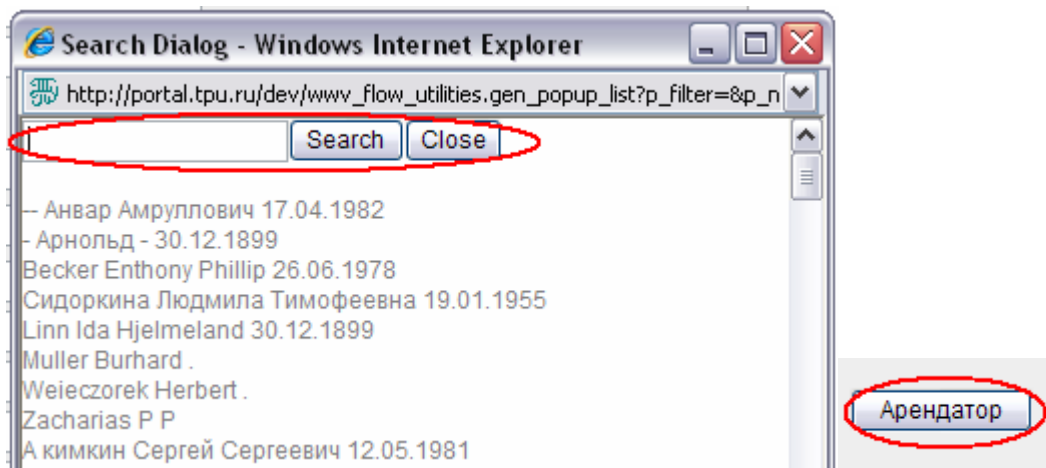 Search Dialog - Windows Internet Explorer
http://portal.tpu.ru/dev/wwv_flow_utilities.gen_popup_list?p_filter=&p_n
Search Close
-- Анвар Амруллович 17.04.1982
- Арнольд - 30.12.1899
Becker Enthony Phillip 26.06.1978
Сидоркина Людмила Тимофеевна 19.01.1955
Linn Ida Hjelmeland 30.12.1899
Muller Burhard .
Weieczorek Herbert .
Zacharias P P
А кимкин Сергей Сергеевич 12.05.1981
Арендатор